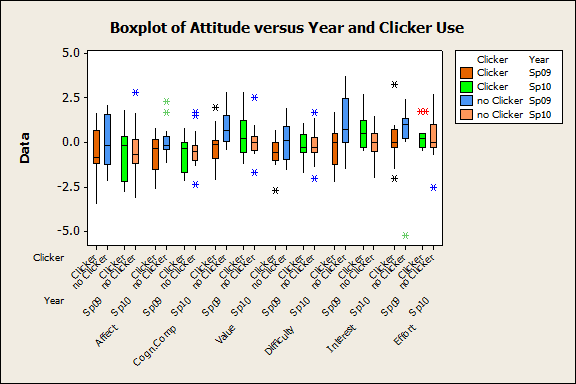 Boxplot of Attitude versus Year and Clicker Use
Clicker Year
Clicker Sp09
Clicker Sp10
no Clicker Sp09
no Clicker Sp10
Data
5.0
2.5
0.0
-2.5
-5.0
Clicker
Clicker no Clicker Clicker no Clicker Clicker no Clicker Clicker no Clicker Clicker no Clicker Clicker no Clicker Clicker no Clicker Clicker no Clicker Clicker no Clicker Clicker no Clicker Clicker no Clicker Clicker no Clicker
Year
Sp09 Sp10 Sp09 Sp10 Sp09 Sp10 Sp09 Sp10 Sp09 Sp10 Sp09 Sp10
Affect Cogn.Comp Value Difficulty Interest Effort